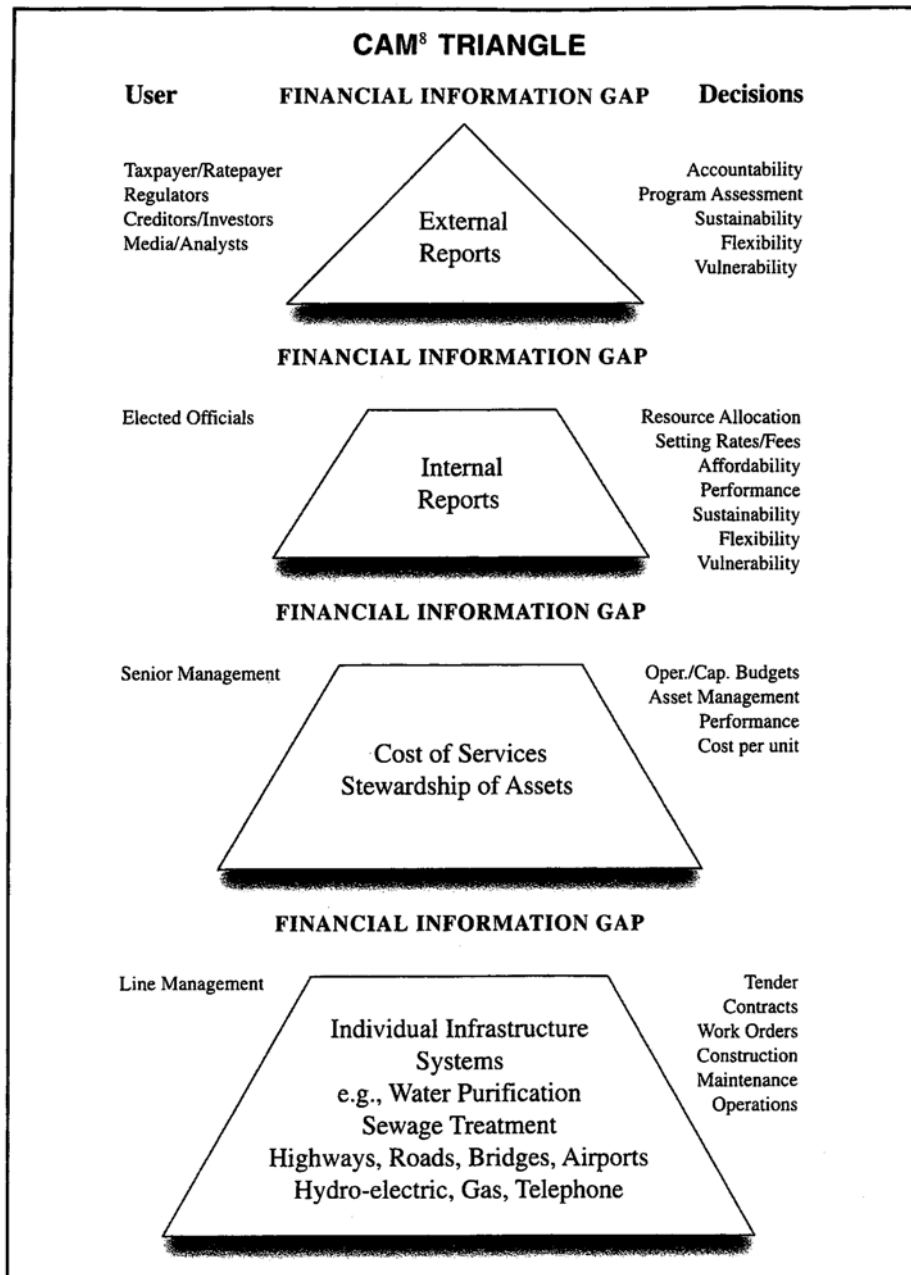 CAM⁸ TRIANGLE
User FINANCIAL INFORMATION GAP Decisions
Taxpayer/Ratepayer
Regulators
Creditors/Investors
Media/Analysts
External
Reports
Accountability
Program Assessment
Sustainability
Flexibility
Vulnerability
FINANCIAL INFORMATION GAP
Elected Officials
Internal
Reports
Resource Allocation
Setting Rates/Fees
Affordability
Performance
Sustainability
Flexibility
Vulnerability
FINANCIAL INFORMATION GAP
Senior Management
Cost of Services
Stewardship of Assets
Oper./Cap. Budgets
Asset Management
Performance
Cost per unit
FINANCIAL INFORMATION GAP
Line Management
Individual Infrastructure
Systems
e.g., Water Purification
Sewage Treatment
Highways, Roads, Bridges, Airports
Hydro-electric, Gas, Telephone
Tender
Contracts
Work Orders
Construction
Maintenance
Operations